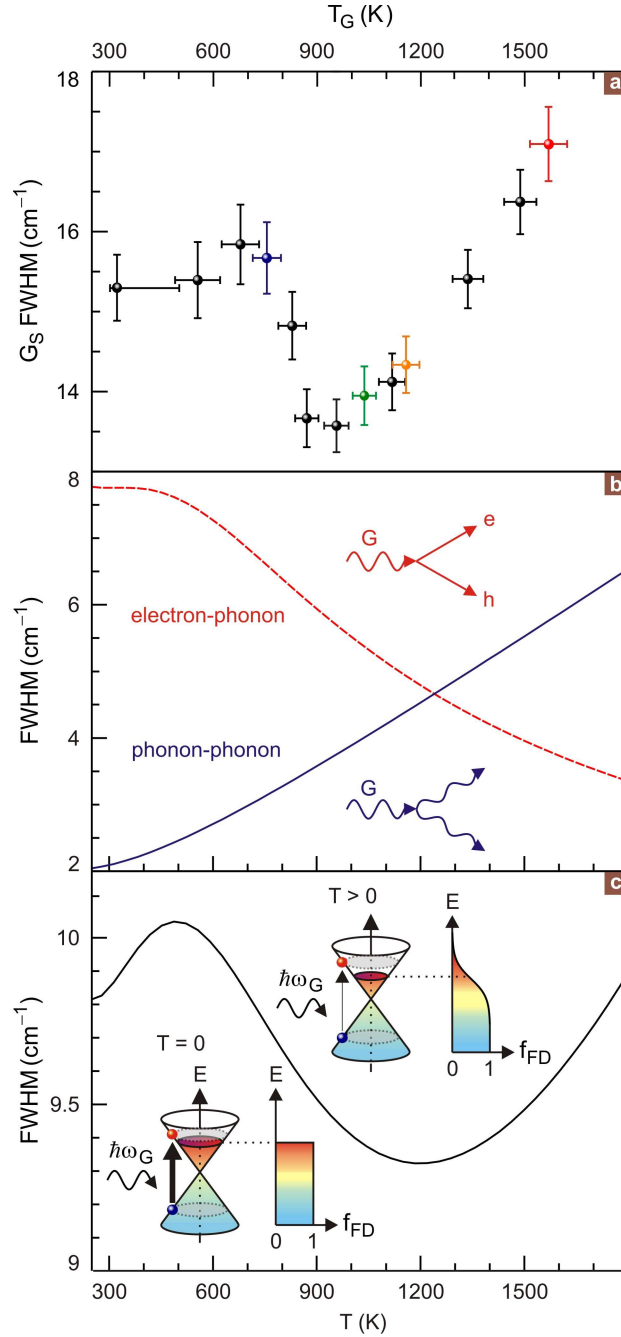 T_G (K)
300 600 900 1200 1500
a
18
16
14
G_S FWHM (cm⁻¹)
b
8
6
4
2
FWHM (cm⁻¹)
G
e
h
electron-phonon
phonon-phonon
G
c
10
9.5
9
FWHM (cm⁻¹)
T > 0
E
ħω_G
0 1 f_FD
T = 0
E E
ħω_G
0 1 f_FD
300 600 900 1200 1500
T (K)